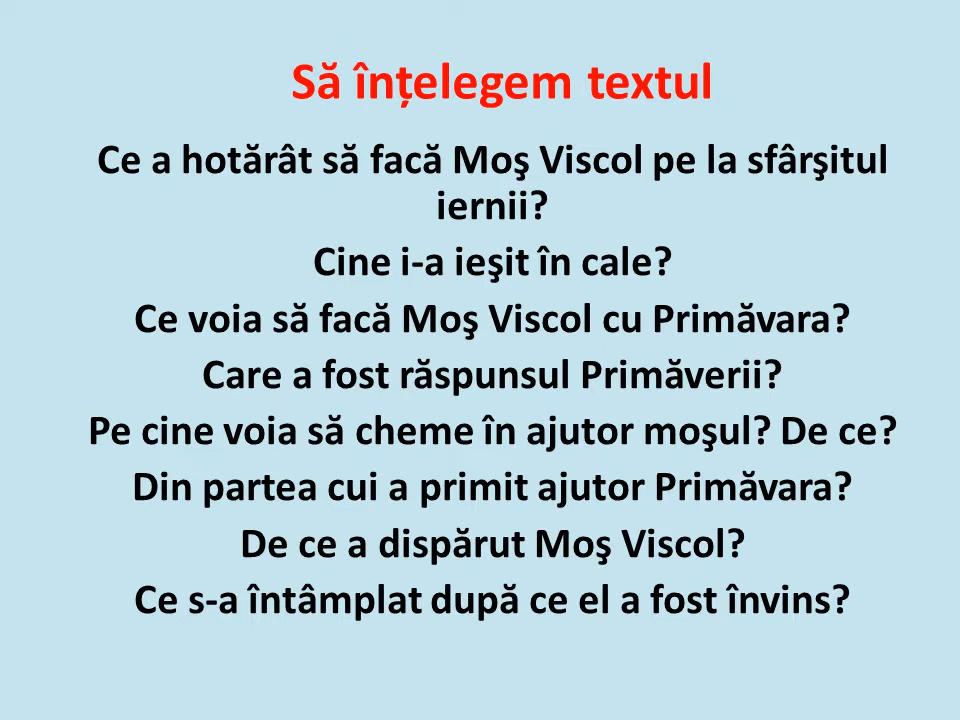 Să înțelegem textul
Ce a hotărât să facă Moş Viscol pe la sfârşitul
iernii?
Cine i-a ieşit în cale?
Ce voia să facă Moş Viscol cu Primăvara?
Care a fost răspunsul Primăverii?
Pe cine voia să cheme în ajutor moşul? De ce?
Din partea cui a primit ajutor Primăvara?
De ce a dispărut Moş Viscol?
Ce s-a întâmplat după ce el a fost învins?